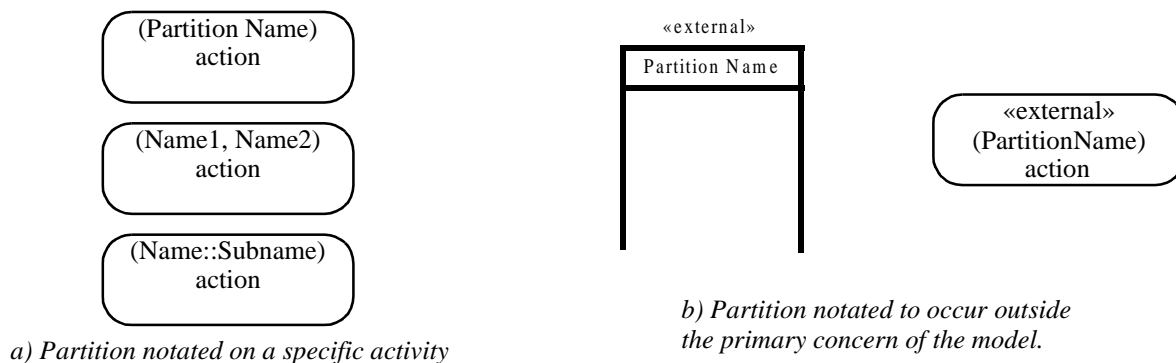 (Partition Name)
action
(Name1, Name2)
action
(Name::Subname)
action
a) Partition notated on a specific activity
«external»
Partition Name
«external»
(PartitionName)
action
b) Partition notated to occur outside
the primary concern of the model.